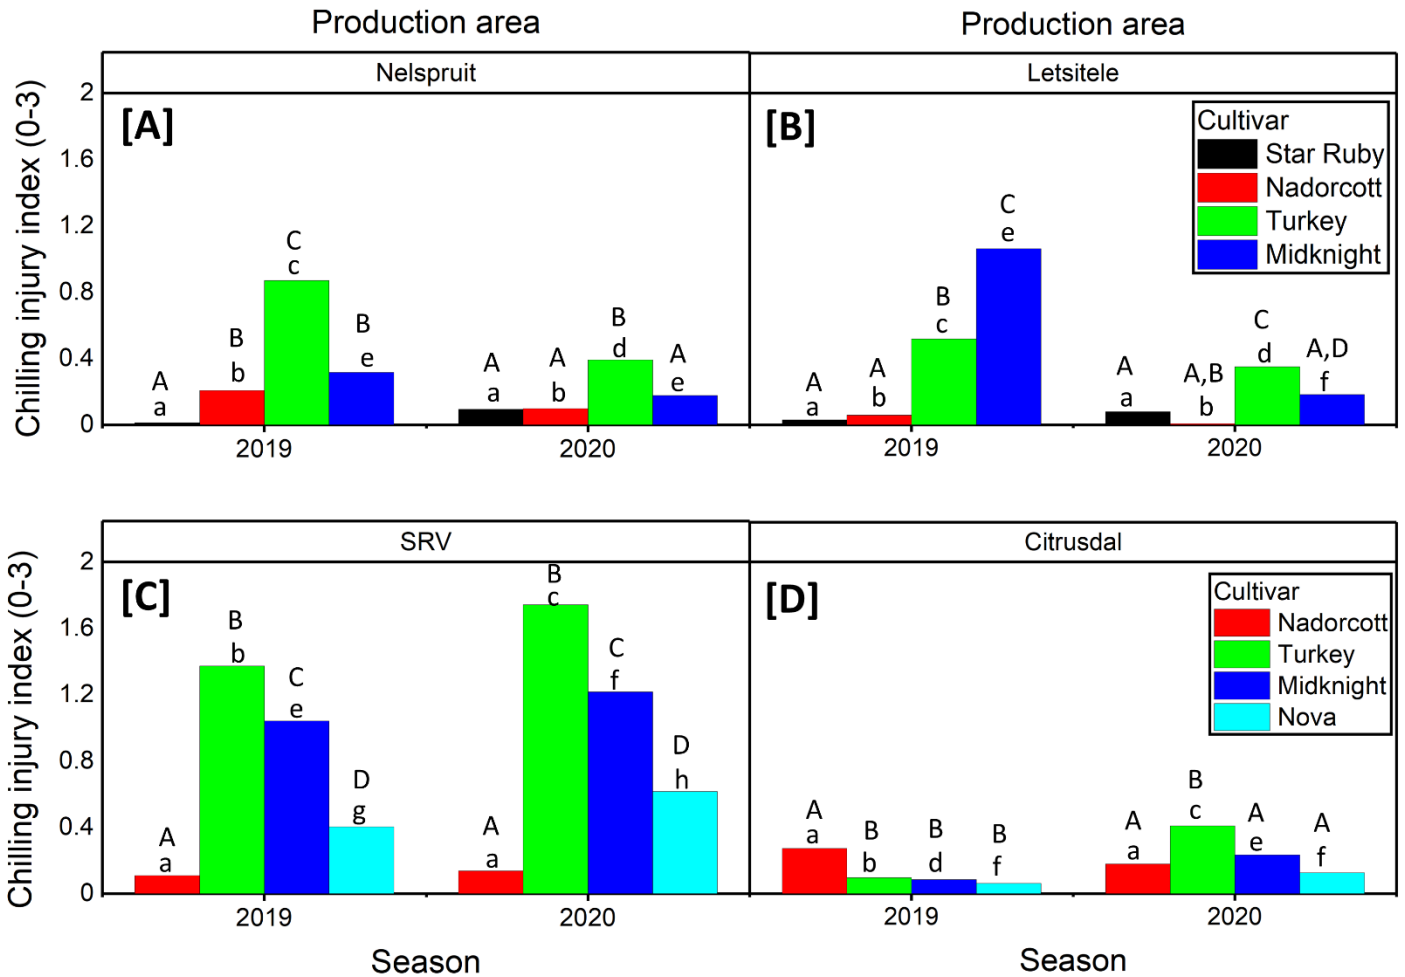 Production area
Production area
Nelspruit
Letsitele
Chilling injury index (0-3)
2
1.6
1.2
0.8
0.4
0
[A]
A
a
B
b
C
c
B
e
A
a
A
b
B
d
A
e
2019
2020
[B]
Cultivar
Star Ruby
Nadorcott
Turkey
Midknight
A
a
A
b
B
c
C
e
A
a
A,B
b
C
d
A,D
f
2019
2020
SRV
Citrusdal
Chilling injury index (0-3)
2
1.6
1.2
0.8
0.4
0
[C]
A
a
B
b
C
e
D
g
A
a
B
c
C
f
D
h
2019
2020
Season
[D]
Cultivar
Nadorcott
Turkey
Midknight
Nova
A
a
B
b
B
d
B
f
A
a
B
c
A
e
A
f
2019
2020
Season